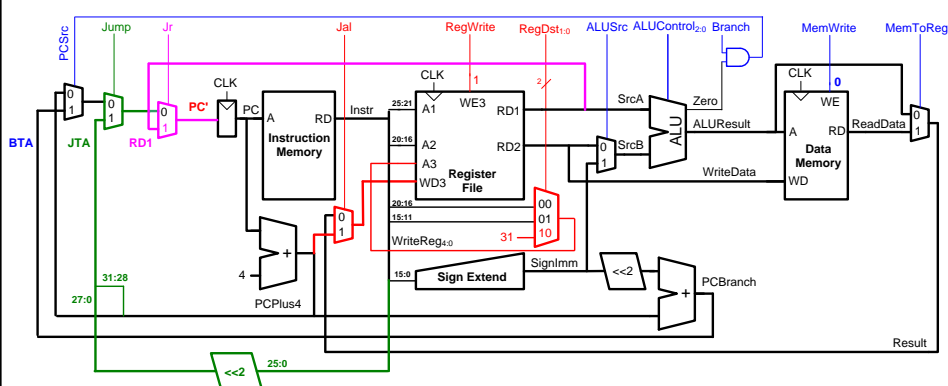 PCSrc
Jump
Jr
Jal
RegWrite
RegDst1:0
ALUSrc
ALUControl2:0
Branch
MemWrite
MemToReg
0
1
BTA
0
1
JTA
0
1
RD1
PC'
CLK
PC
A
RD
Instruction
Memory
Instr
25:21
20:16
CLK
1
WE3
A1
A2
A3
WD3
RD1
RD2
Register
File
2
SrcA
SrcB
0
1
ALU
Zero
ALUResult
WriteData
CLK
0
WE
A
RD
WD
Data
Memory
ReadData
0
1
20:16
15:11
WriteReg4:0
31
00
01
10
0
1
+
4
PCPlus4
15:0
Sign Extend
SignImm
<<2
+
PCBranch
31:28
27:0
<<2
25:0
Result